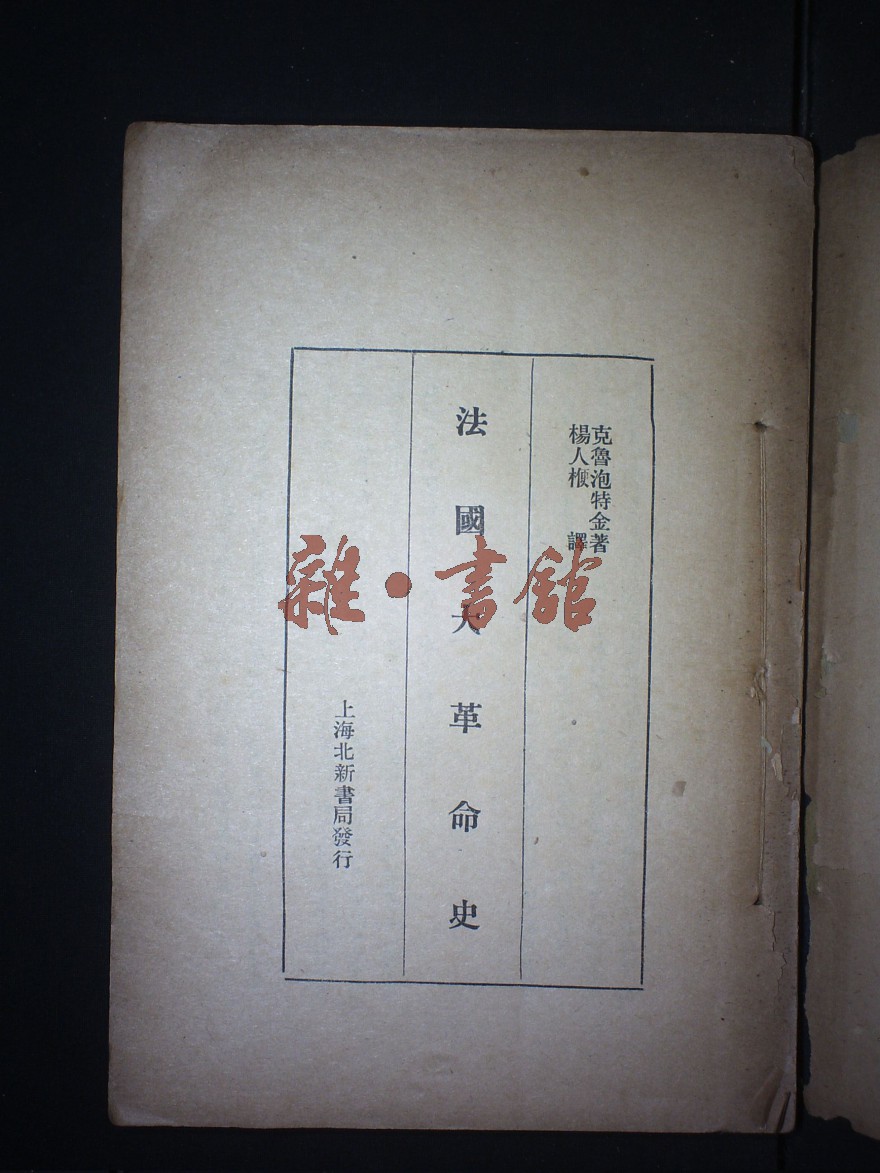 克魯泡特金著
楊人楩 譯
法國大革命史
上海北新書局發行
雜·書館